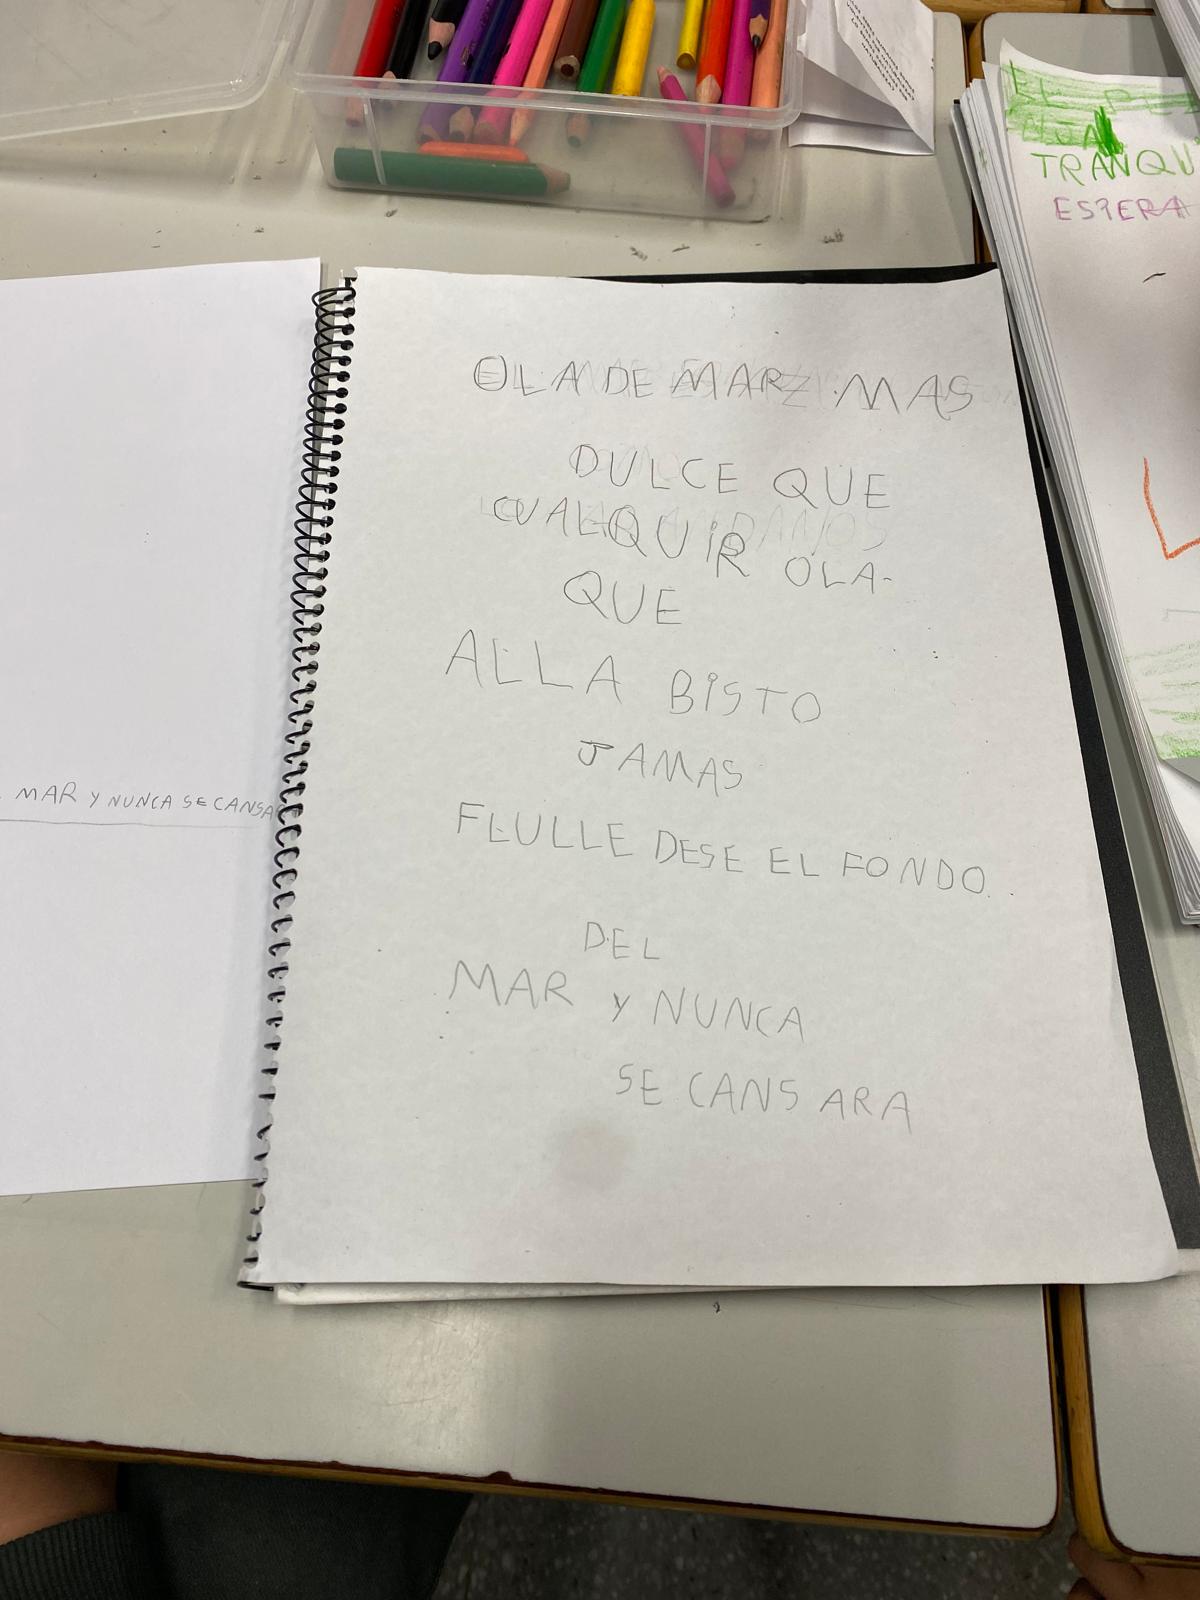 TRANQU
ESPERA
OLA DE MAR MAS
DULCE QUE
CUALQUIR OLA
QUE
ALLA BISTO
JAMAS
FLULLE DESE EL FONDO
DEL
MAR Y NUNCA
SE CANSARA
MAR Y NUNCA SE CANSA